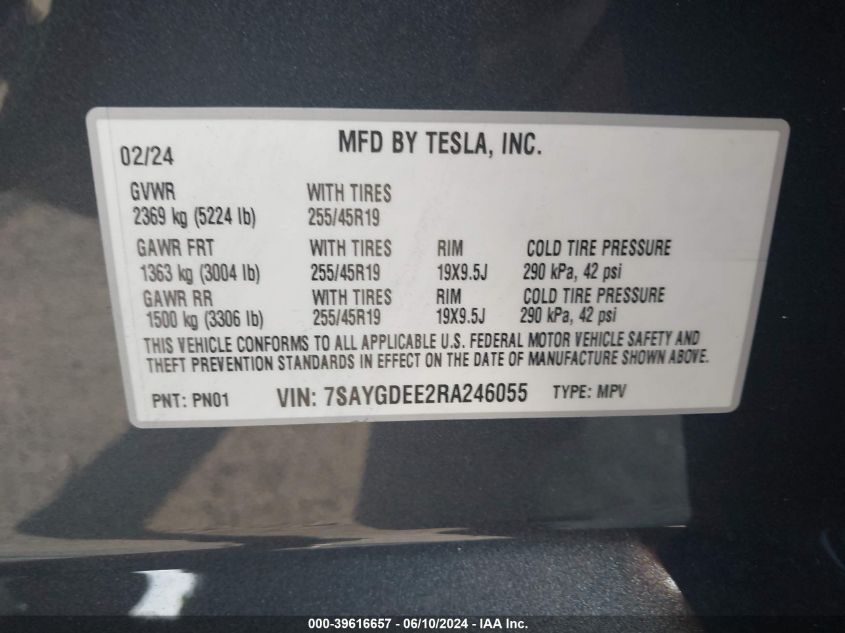 02/24 MFD BY TESLA, INC.
GVWR WITH TIRES
2369 kg (5224 lb) 255/45R19
GAWR FRT WITH TIRES RIM COLD TIRE PRESSURE
1363 kg (3004 lb) 255/45R19 19X9.5J 290 kPa, 42 psi
GAWR RR WITH TIRES RIM COLD TIRE PRESSURE
1500 kg (3306 lb) 255/45R19 19X9.5J 290 kPa, 42 psi
THIS VEHICLE CONFORMS TO ALL APPLICABLE U.S. FEDERAL MOTOR VEHICLE SAFETY AND
THEFT PREVENTION STANDARDS IN EFFECT ON THE DATE OF MANUFACTURE SHOWN ABOVE.
PNT: PN01 VIN: 7SAYGDEE2RA246055 TYPE: MPV
000-39616657 - 06/10/2024 - IAA Inc.